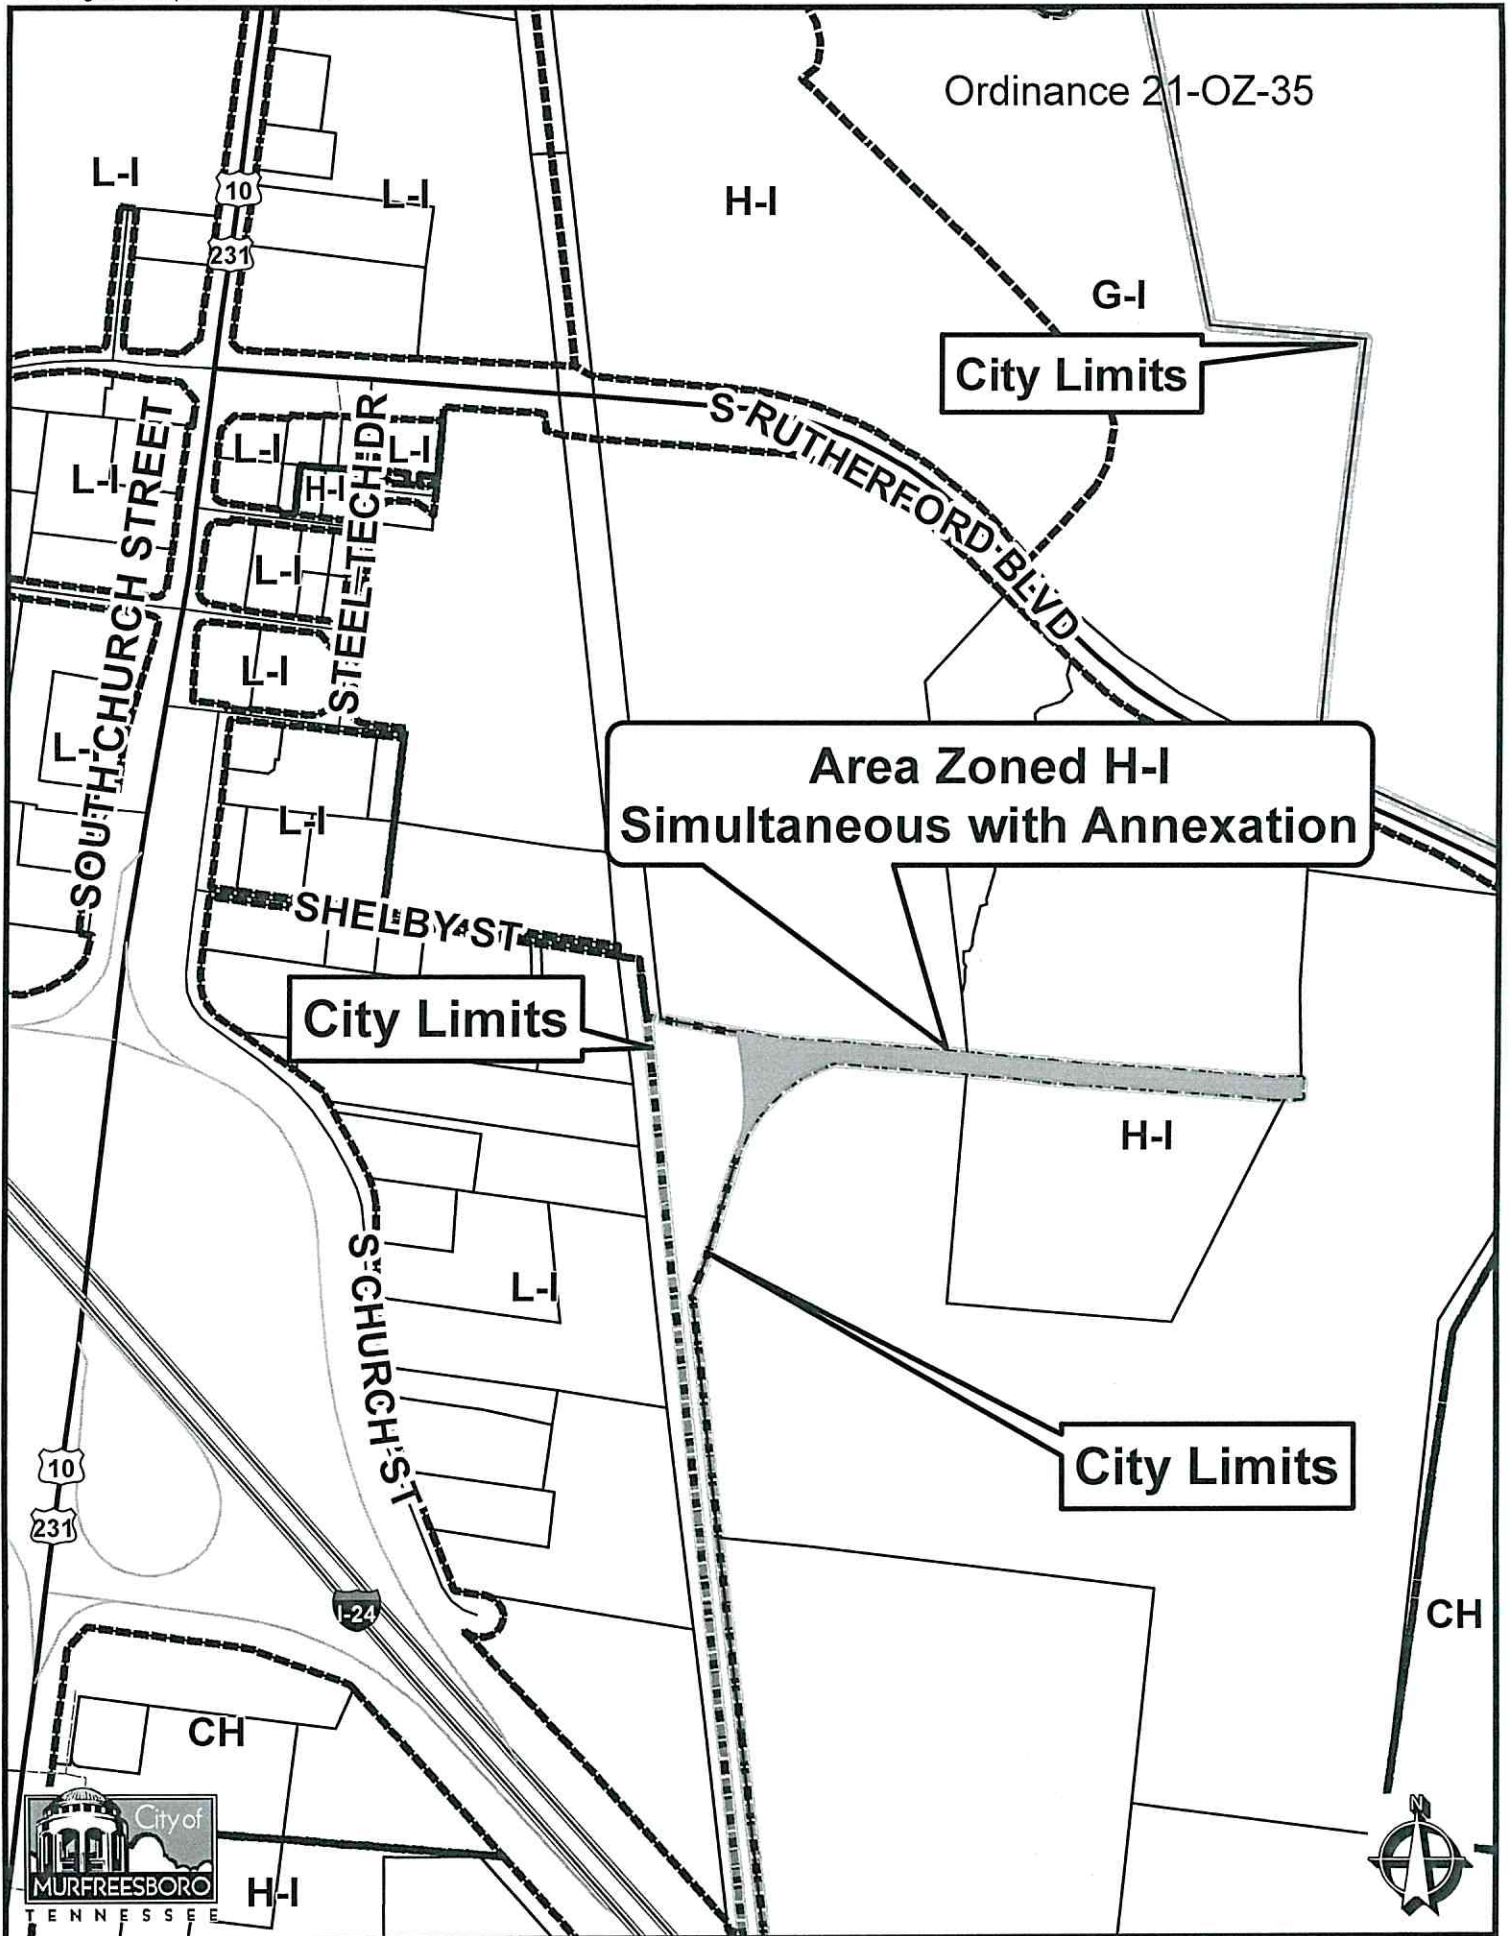 Ordinance 21-OZ-35
L-I
10
L-I
H-I
231
G-I
City Limits
S RUTHERFORD BLVD
SOUTH CHURCH STREET
STEEL TECH DR
L-I
L-I
L-I
H-I
L-I
L-I
L-I
Area Zoned H-I
Simultaneous with Annexation
L-I
SHELBY ST
City Limits
H-I
S CHURCH ST
L-I
City Limits
10
231
I-24
CH
CH
City of
MURFREESBORO
TENNESSEE
H-I
N